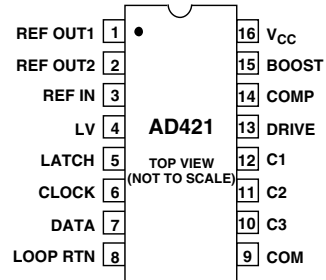 REF OUT1 1 16 VCC
REF OUT2 2 15 BOOST
REF IN 3 14 COMP
LV 4 AD421 13 DRIVE
LATCH 5 TOP VIEW 12 C1
CLOCK 6 (NOT TO SCALE) 11 C2
DATA 7 10 C3
LOOP RTN 8 9 COM